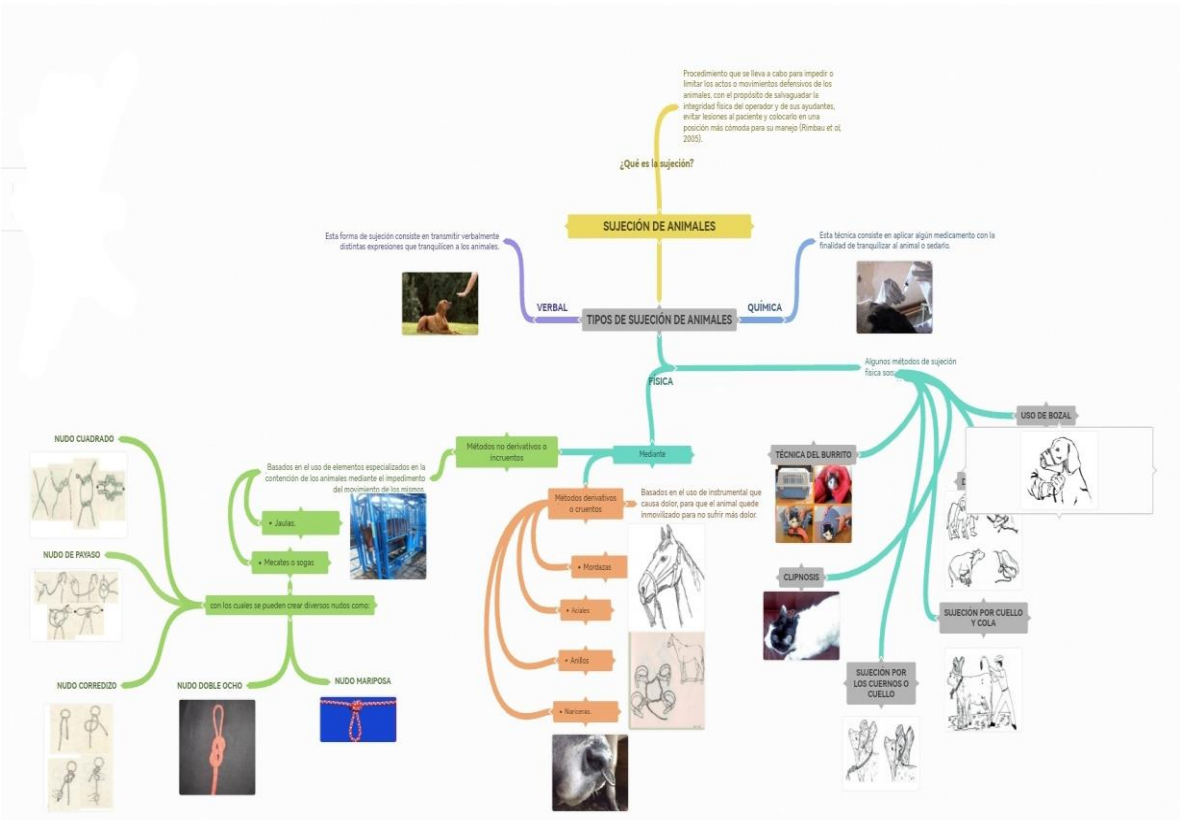 Procedimiento que se lleva a cabo para impedir o
limitar los actos o movimientos defensivos de los
animales, con el propósito de salvaguadar la
integridad física del operador y de sus ayudantes,
evitar lesiones al paciente y colocarlo en una
posición más cómoda para su manejo (Rimbau et al,
2005).
¿Qué es la sujeción?
SUJECIÓN DE ANIMALES
Esta forma de sujeción consiste en transmitir verbalmente
distintas expresiones que tranquilicen a los animales.
Esta técnica consiste en aplicar algún medicamento con la
finalidad de tranquilizar al animal o sedarlo.
VERBAL
QUÍMICA
TIPOS DE SUJECIÓN DE ANIMALES
FÍSICA
Algunos métodos de sujeción
física son:
USO DE BOZAL
TÉCNICA DEL BURRITO
CLIPNOSIS
SUJECIÓN POR CUELLO
Y COLA
SUJECIÓN POR
LOS CUERNOS O
CUELLO
Mediante
Métodos no derivativos o
incruentos
Basados en el uso de elementos especializados en la
contención de los animales mediante el impedimento
del movimiento de los mismos
• Jaulas.
• Mecates o sogas
con los cuales se pueden crear diversos nudos como:
NUDO CUADRADO
NUDO DE PAYASO
NUDO CORREDIZO
NUDO DOBLE OCHO
NUDO MARIPOSA
Métodos derivativos
o cruentos
Basados en el uso de instrumental que
causa dolor, para que el animal quede
inmovilizado para no sufrir más dolor.
• Mordazas
• Aciales
• Anillos
• Nariceras.